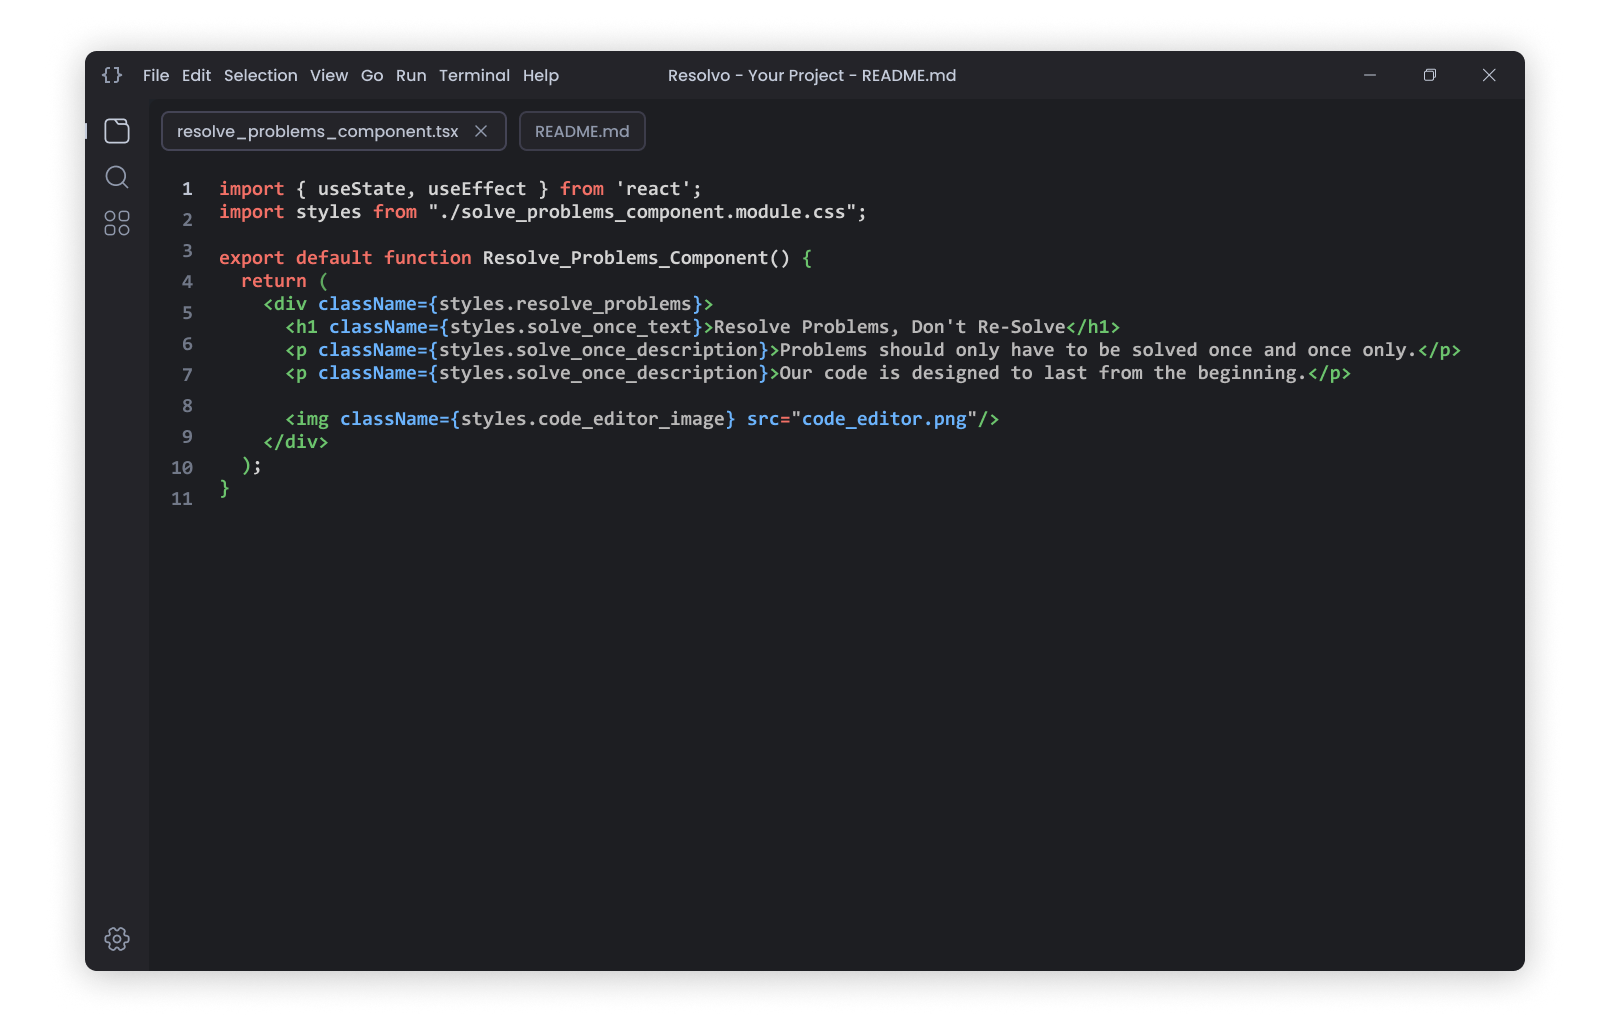 {} File Edit Selection View Go Run Terminal Help Resolvo - Your Project - README.md
resolve_problems_component.tsx README.md
1 import { useState, useEffect } from 'react';
2 import styles from "./solve_problems_component.module.css";
3
export default function Resolve_Problems_Component() {
4 return (
5 <div className={styles.resolve_problems}>
<h1 className={styles.solve_once_text}>Resolve Problems, Don't Re-Solve</h1>
6 <p className={styles.solve_once_description}>Problems should only have to be solved once and once only.</p>
7 <p className={styles.solve_once_description}>Our code is designed to last from the beginning.</p>
8
<img className={styles.code_editor_image} src="code_editor.png"/>
9 </div>
10 );
}
11